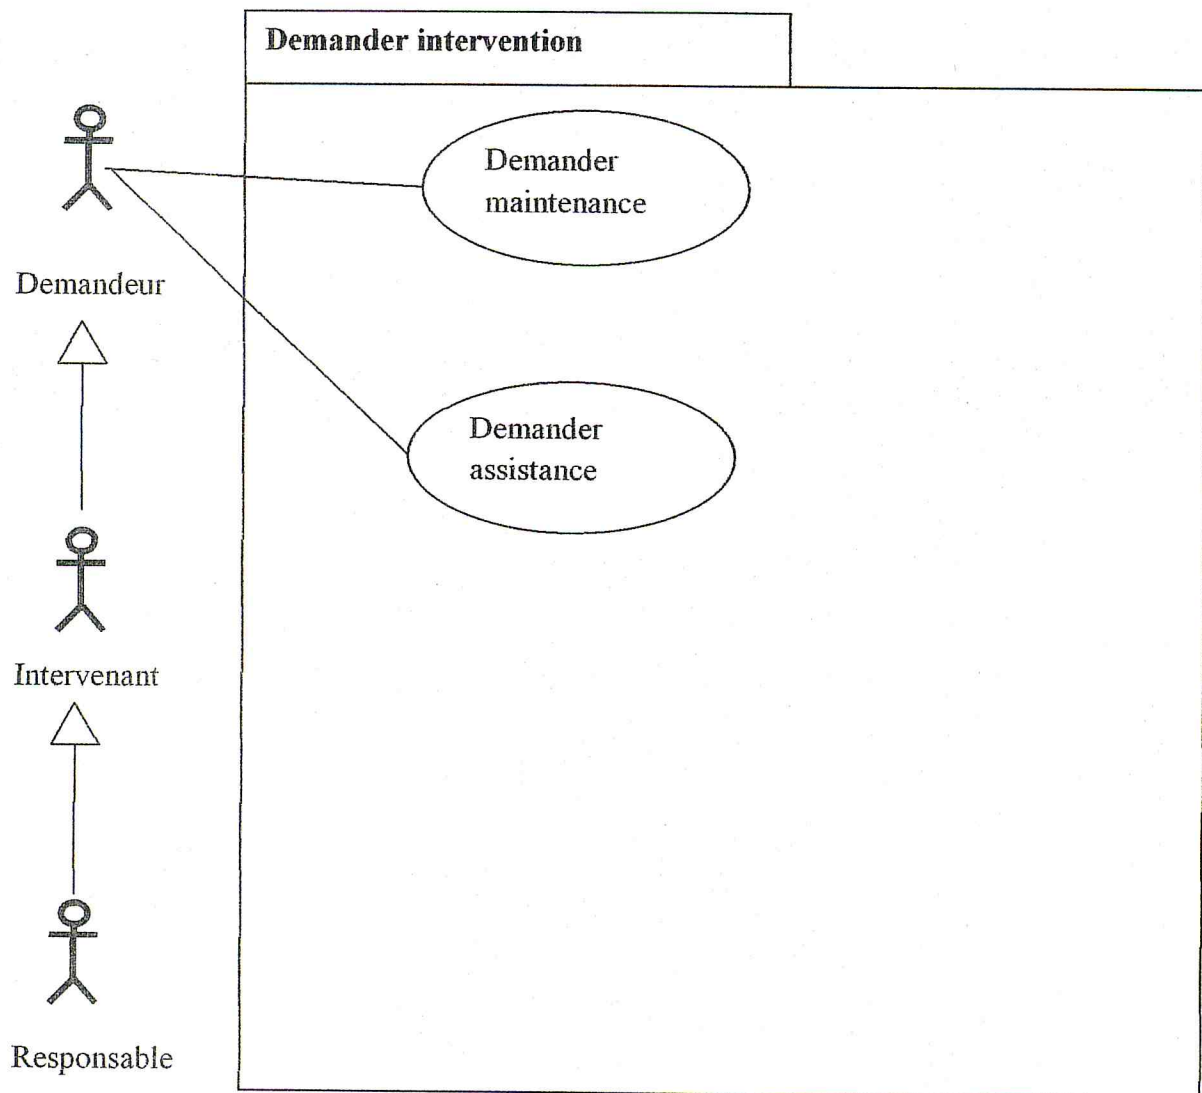 Demander intervention
Demander
maintenance
Demandeur
Demander
assistance
Intervenant
Responsable